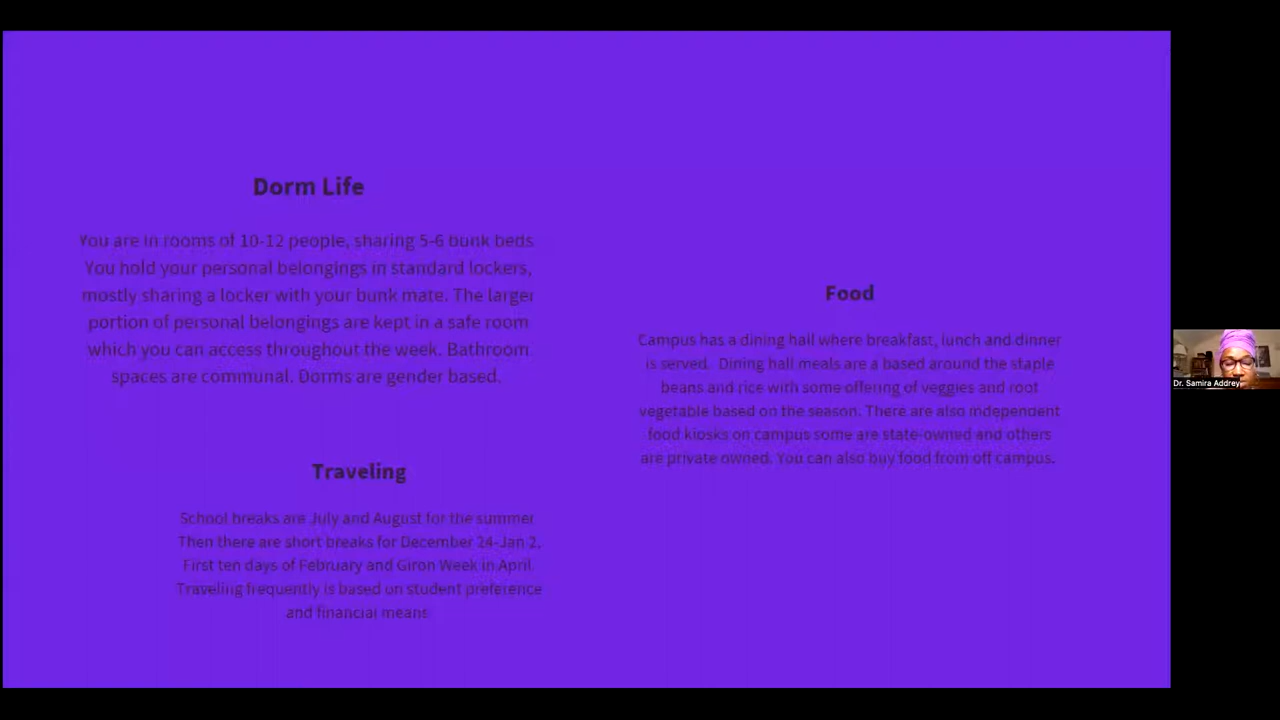 Dorm Life
You are in rooms of 10-12 people, sharing 5-6 bunk beds.
You hold your personal belongings in standard lockers,
mostly sharing a locker with your bunk mate. The larger
portion of personal belongings are kept in a safe room
which you can access throughout the week. Bathroom
spaces are communal. Dorms are gender based.
Traveling
School breaks are July and August for the summer
Then there are short breaks for December 24-Jan 2,
First ten days of February and Giron Week in April
Traveling frequently is based on student preference
and financial means
Food
Campus has a dining hall where breakfast, lunch and dinner
is served. Dining hall meals are a based around the staple
beans and rice with some offering of veggies and root
vegetable based on the season. There are also independent
food kiosks on campus some are state-owned and others
are private owned. You can also buy food from off campus.
Dr. Samira Addrey